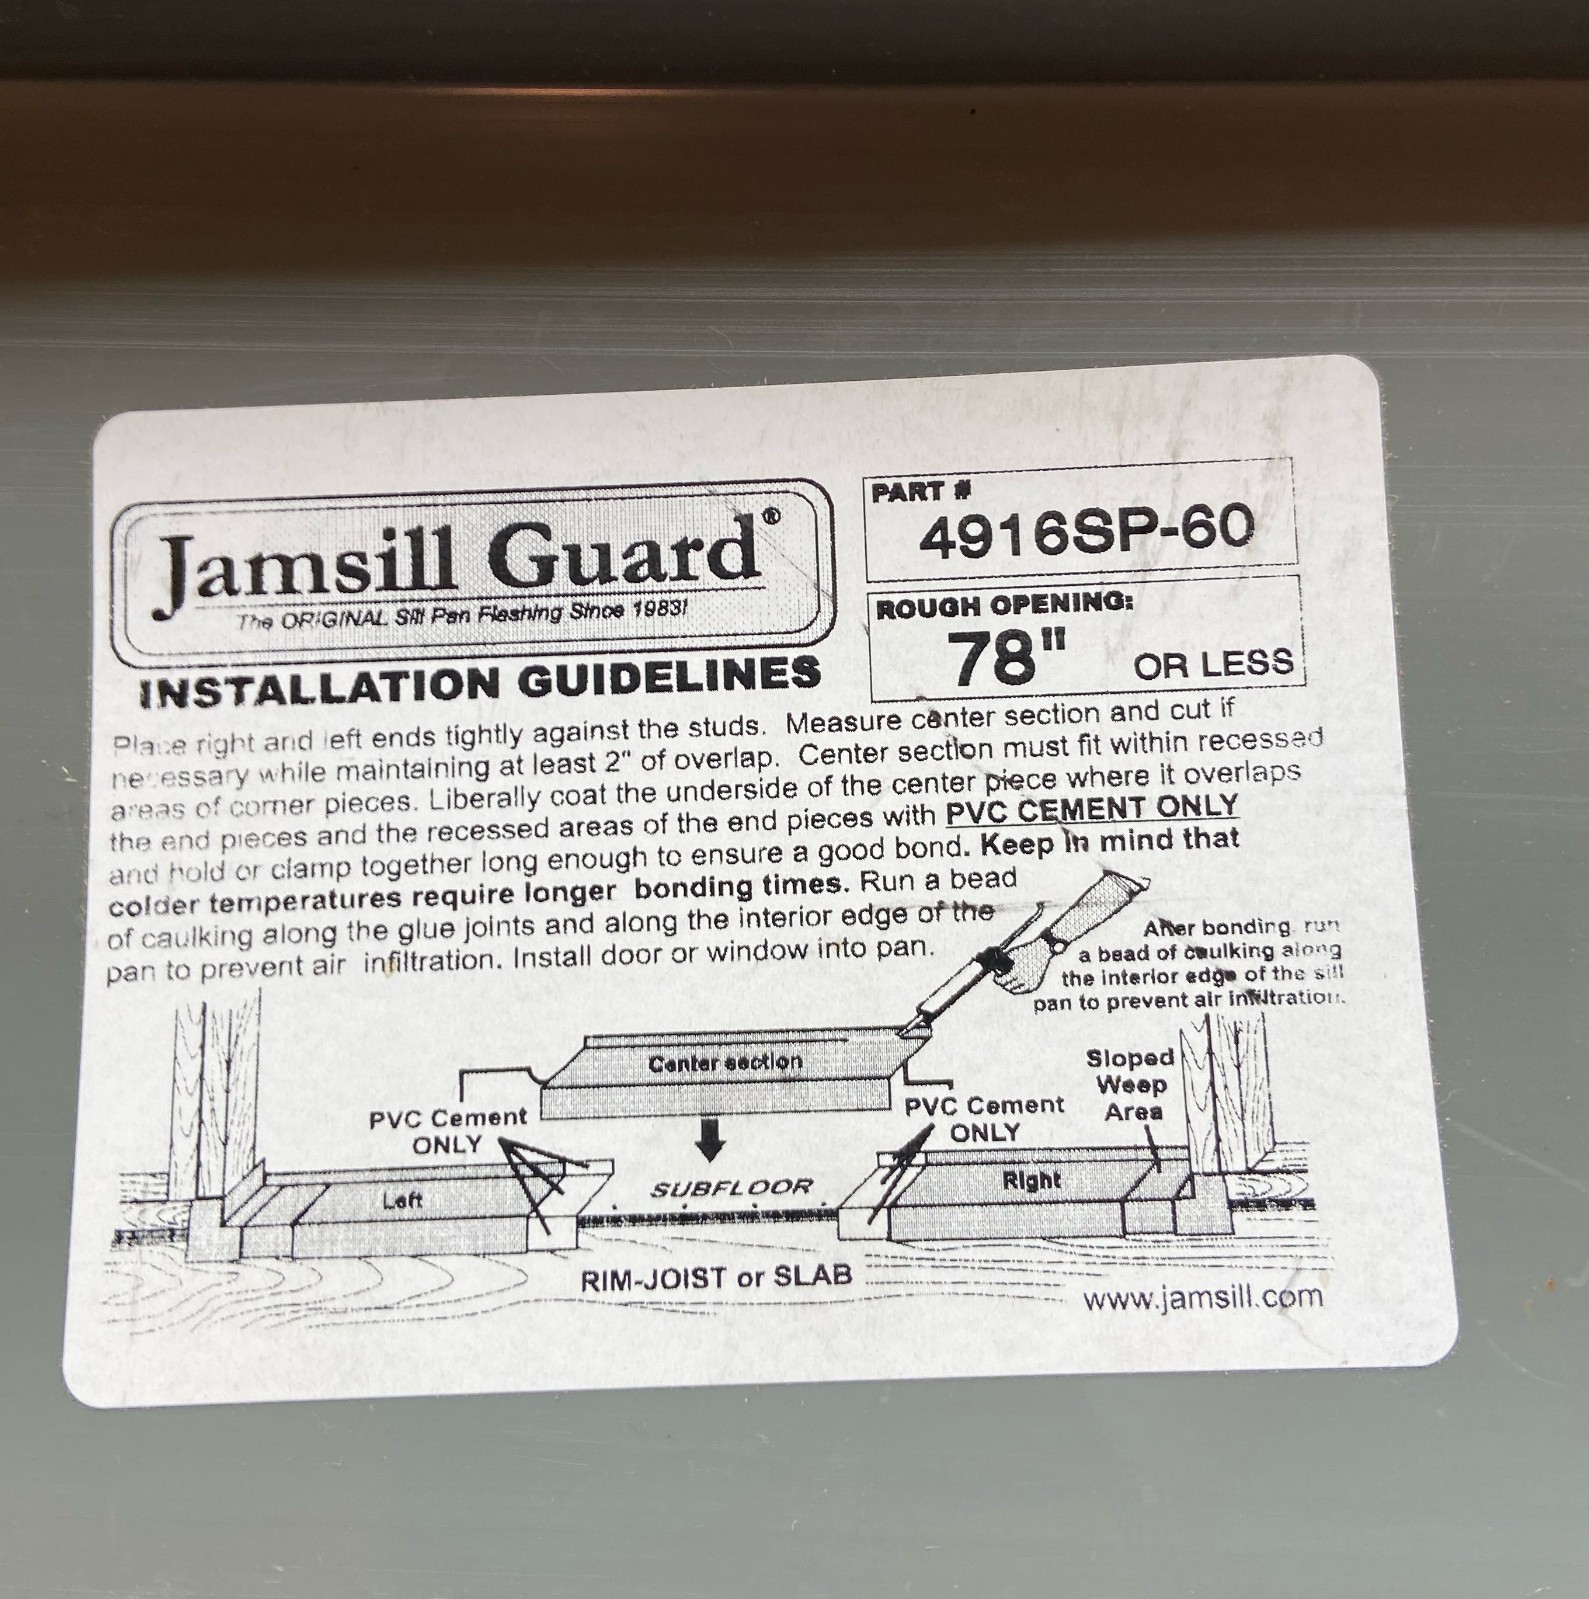 Jamsill Guard®
The ORIGINAL Sill Pan Flashing Since 1983!
PART #
4916SP-60
ROUGH OPENING:
78" OR LESS
INSTALLATION GUIDELINES
Place right and left ends tightly against the studs. Measure center section and cut if
necessary while maintaining at least 2" of overlap. Center section must fit within recessed
areas of corner pieces. Liberally coat the underside of the center piece where it overlaps
the end pieces and the recessed areas of the end pieces with PVC CEMENT ONLY
and hold or clamp together long enough to ensure a good bond. Keep in mind that
colder temperatures require longer bonding times. Run a bead
of caulking along the glue joints and along the interior edge of the
pan to prevent air infiltration. Install door or window into pan.
After bonding run
a bead of caulking along
the interior edge of the sill
pan to prevent air infiltration.
Center section
Sloped
Weep
Area
PVC Cement
ONLY
PVC Cement
ONLY
Left
SUBFLOOR
Right
RIM-JOIST or SLAB
www.jamsill.com